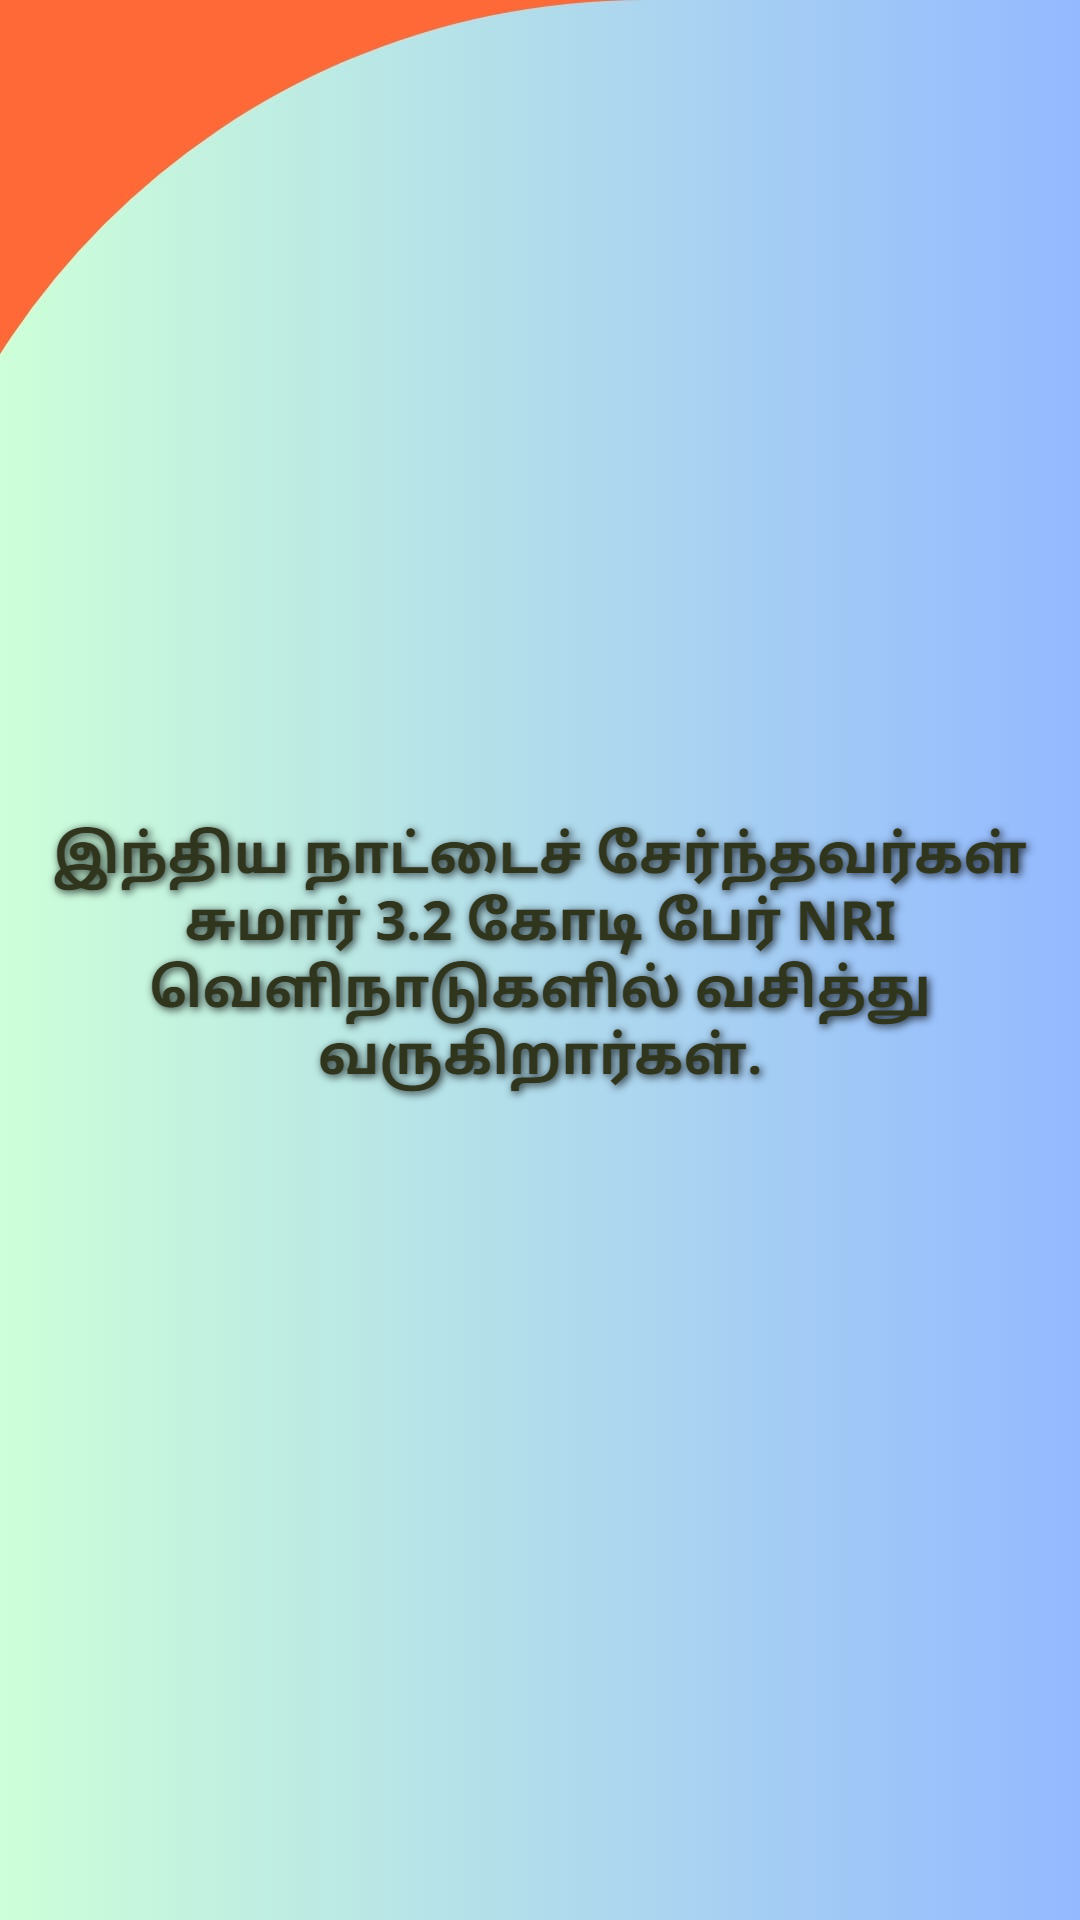 இந்திய நாட்டைச் சேர்ந்தவர்கள்
சுமார் 3.2 கோடி பேர் NRI
வெளிநாடுகளில் வசித்து
வருகிறார்கள்.